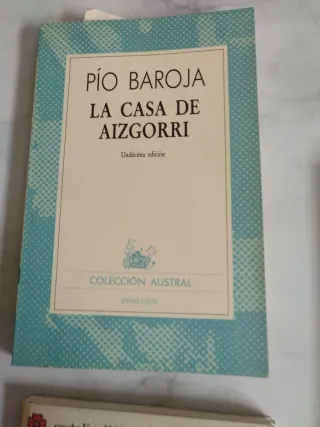 PÍO BAROJA
LA CASA DE
AIZGORRI
Undécima edición
COLECCIÓN AUSTRAL
ESPASA CALPE